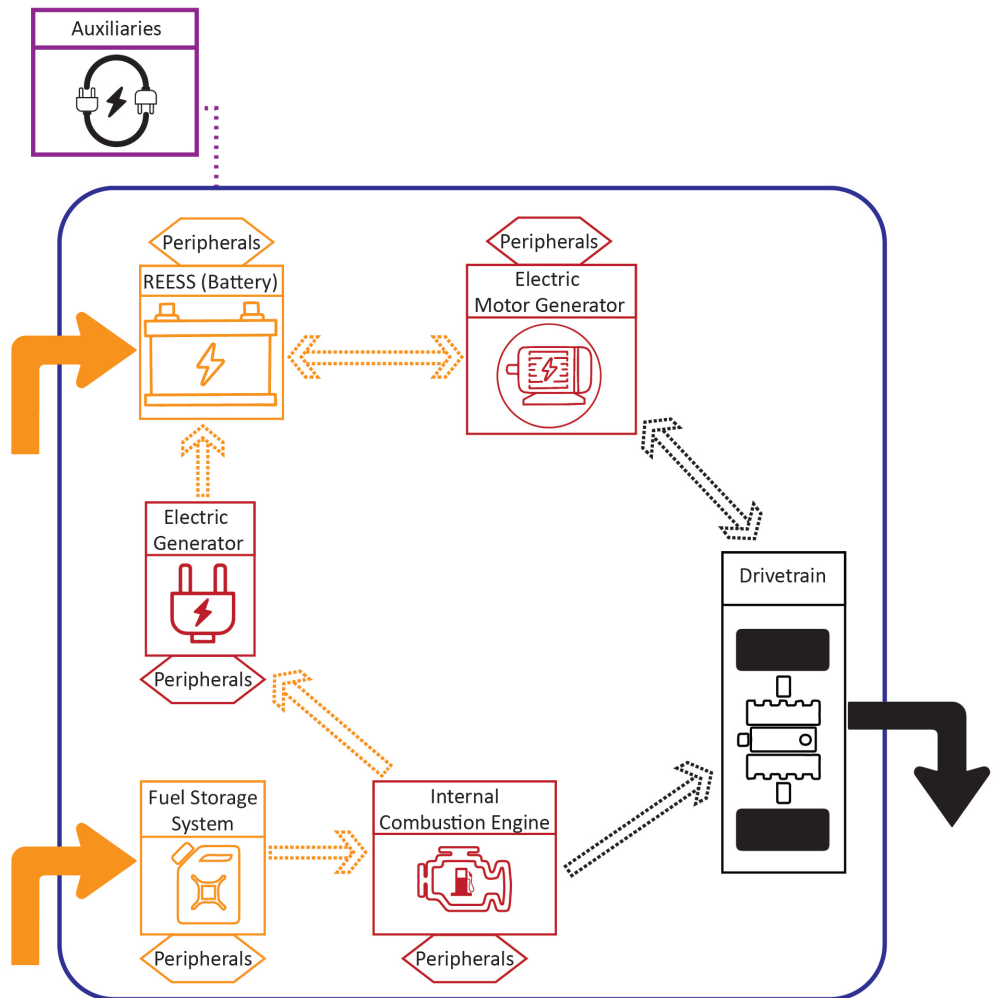 Auxiliaries
Peripherals
REESS (Battery)
Peripherals
Electric
Motor Generator
Electric
Generator
Peripherals
Drivetrain
Fuel Storage
System
Peripherals
Internal
Combustion Engine
Peripherals